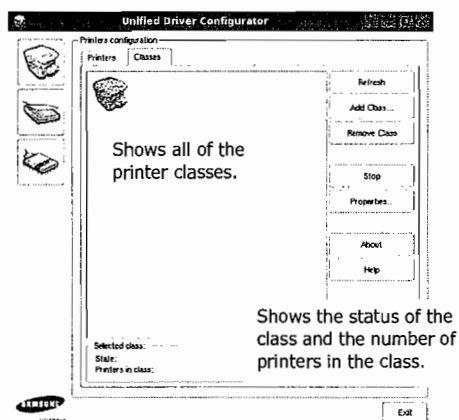 Unified Driver Configurator
Printers configuration
Printers
Classes
Refresh
Add Class...
Remove Class
Shows all of the
printer classes.
Stop
Properties...
About
Help
Shows the status of the
class and the number of
printers in the class.
Selected class:
State:
Printers in class:
SAMSUNG
Exit